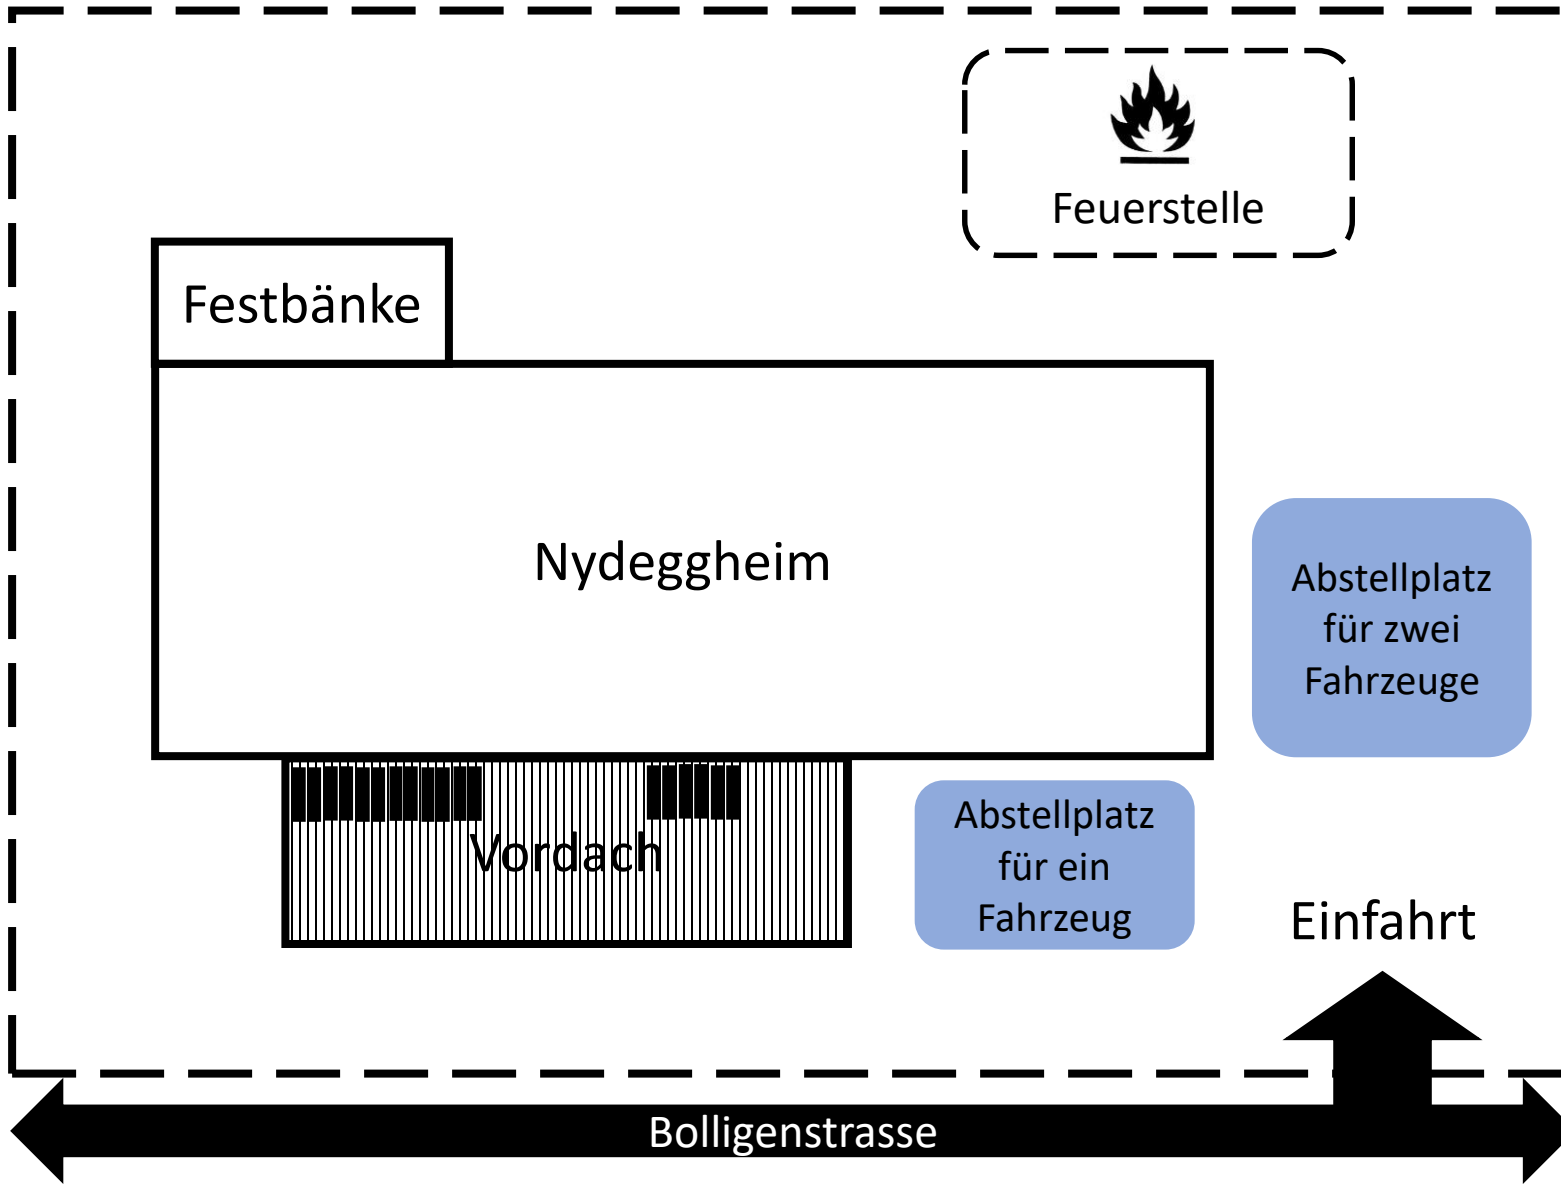 Feuerstelle
Festbänke
Nydeggheim
Abstellplatz
für zwei
Fahrzeuge
Vordach
Abstellplatz
für ein
Fahrzeug
Einfahrt
Bolligenstrasse